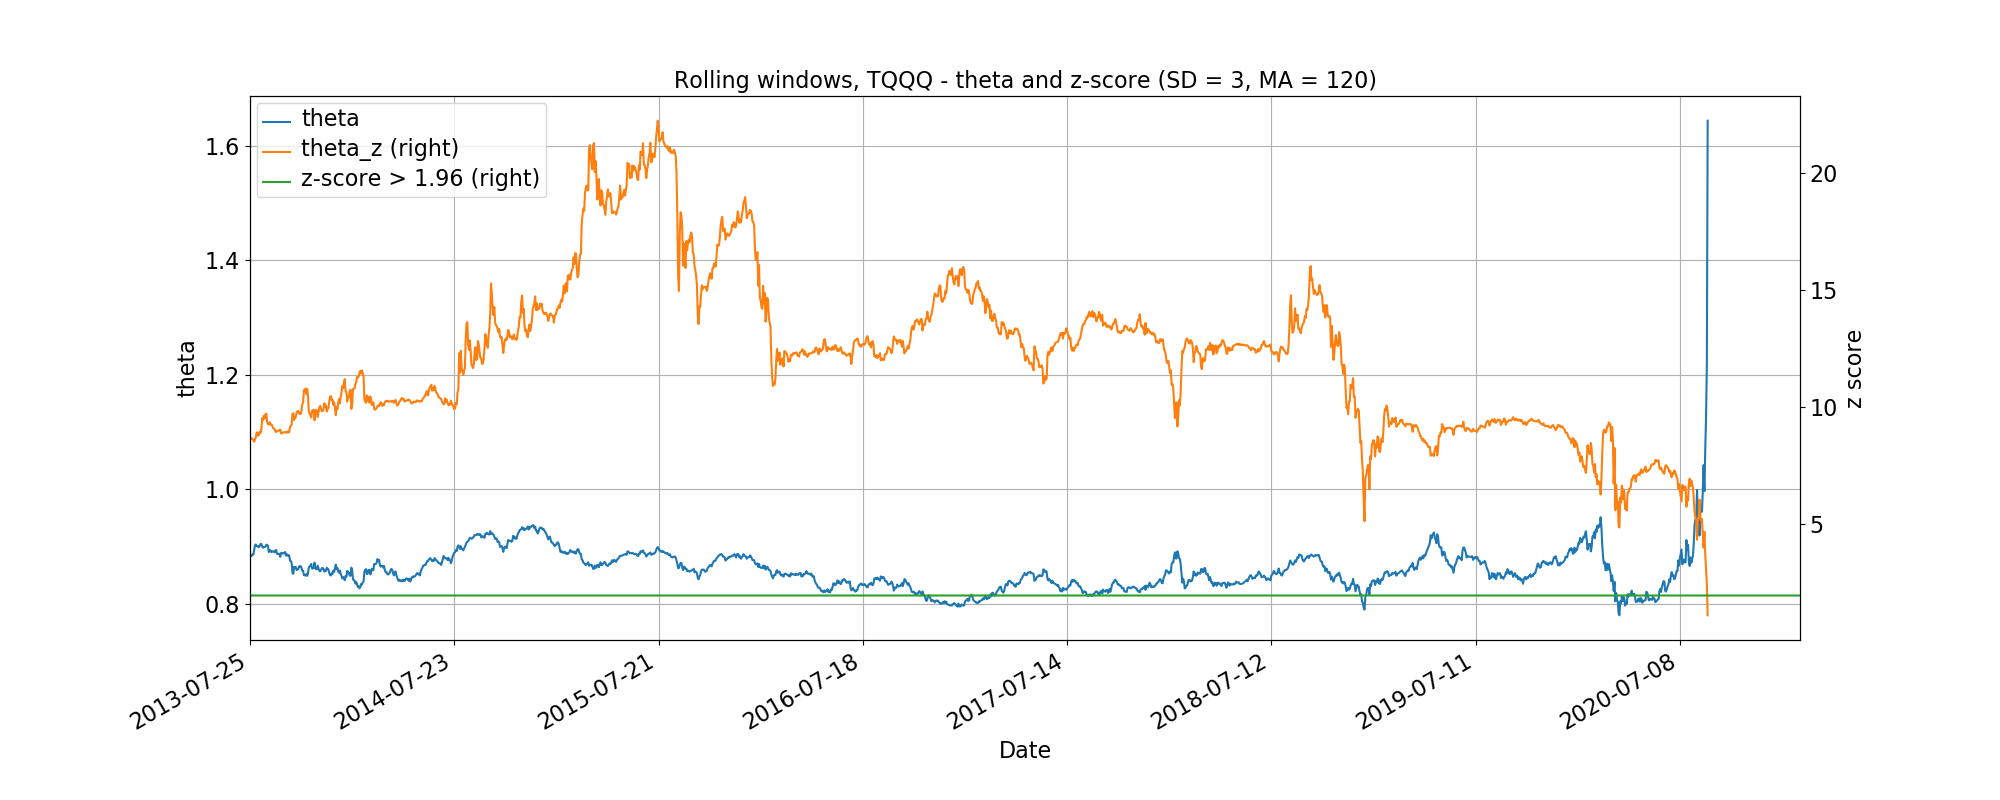 Rolling windows, TQQQ - theta and z-score (SD = 3, MA = 120)
theta
theta_z (right)
z-score > 1.96 (right)
1.6
1.4
1.2
1.0
0.8
theta
20
15
10
5
z score
2013-07-25
2014-07-23
2015-07-21
2016-07-18
2017-07-14
2018-07-12
2019-07-11
2020-07-08
Date